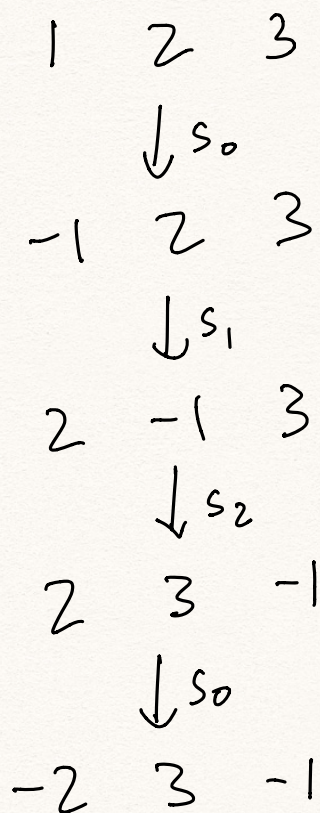 1 2 3
↓ s₀
-1 2 3
↓ s₁
2 -1 3
↓ s₂
2 3 -1
↓ s₀
-2 3 -1